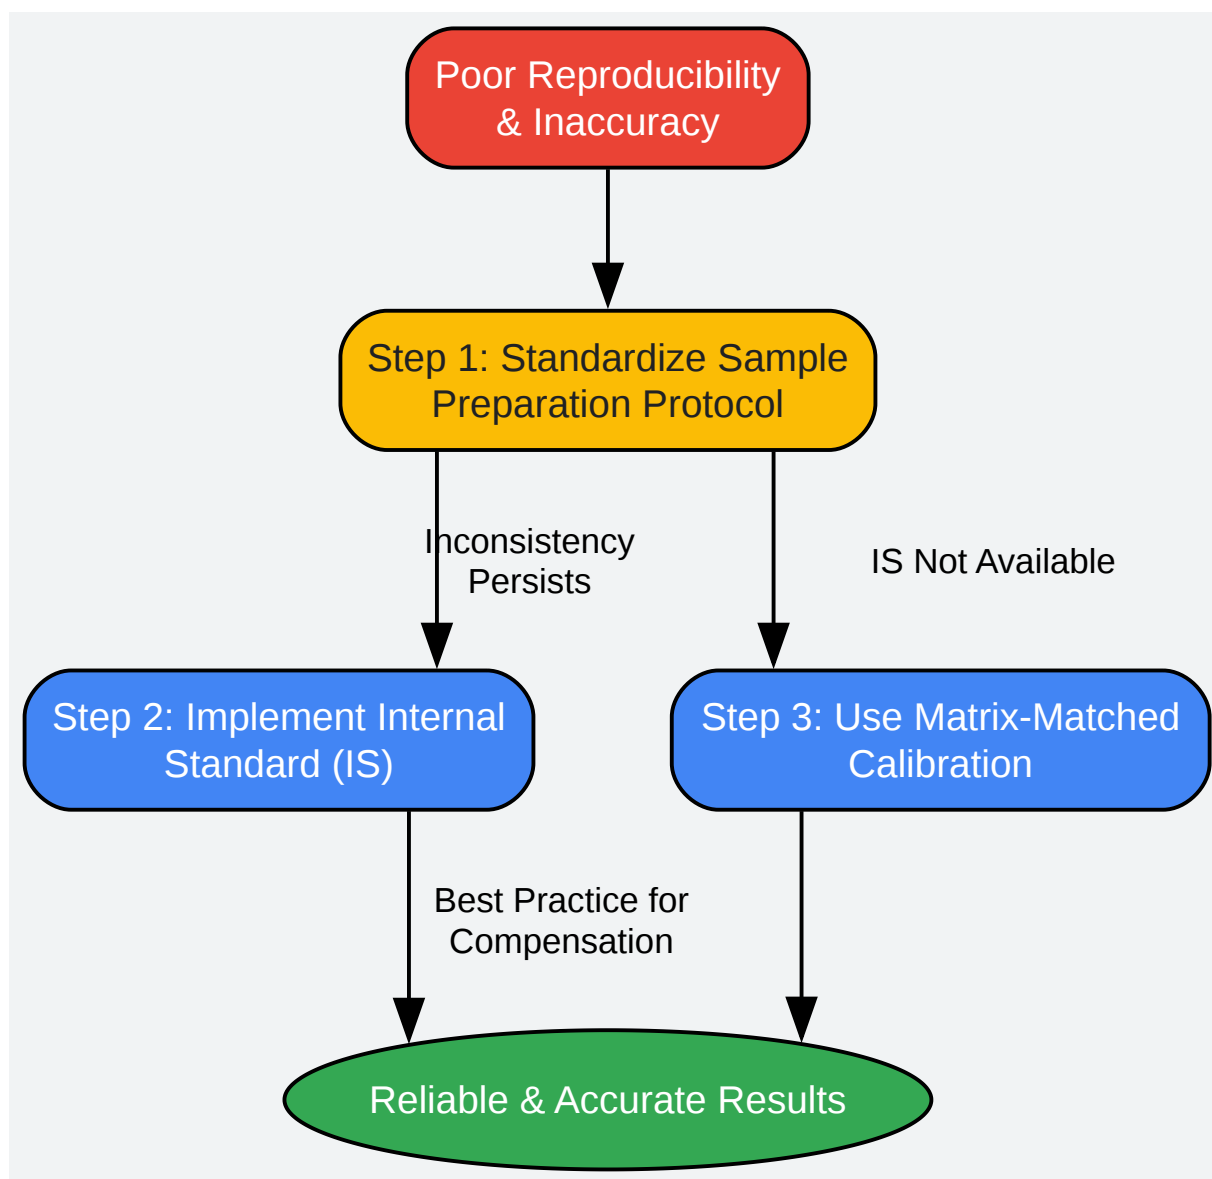 Poor Reproducibility
& Inaccuracy
Step 1: Standardize Sample
Preparation Protocol
Inconsistency
Persists
IS Not Available
Step 2: Implement Internal
Standard (IS)
Step 3: Use Matrix-Matched
Calibration
Best Practice for
Compensation
Reliable & Accurate Results